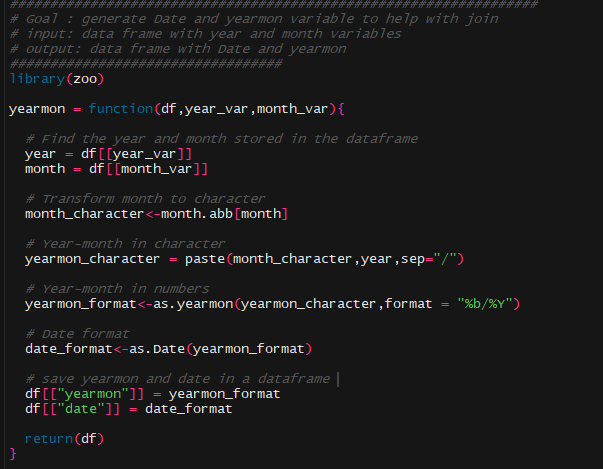 ##################################################################
# Goal : generate Date and yearmon variable to help with join
# input: data frame with year and month variables
# output: data frame with Date and yearmon
##################################
library(zoo)
yearmon = function(df,year_var,month_var){
# Find the year and month stored in the dataframe
year = df[[year_var]]
month = df[[month_var]]
# Transform month to character
month_character<-month.abb[month]
# Year-month in character
yearmon_character = paste(month_character,year,sep="/")
# Year-month in numbers
yearmon_format<-as.yearmon(yearmon_character,format = "%b/%Y")
# Date format
date_format<-as.Date(yearmon_format)
# save yearmon and date in a dataframe
df[["yearmon"]] = yearmon_format
df[["date"]] = date_format
return(df)
}